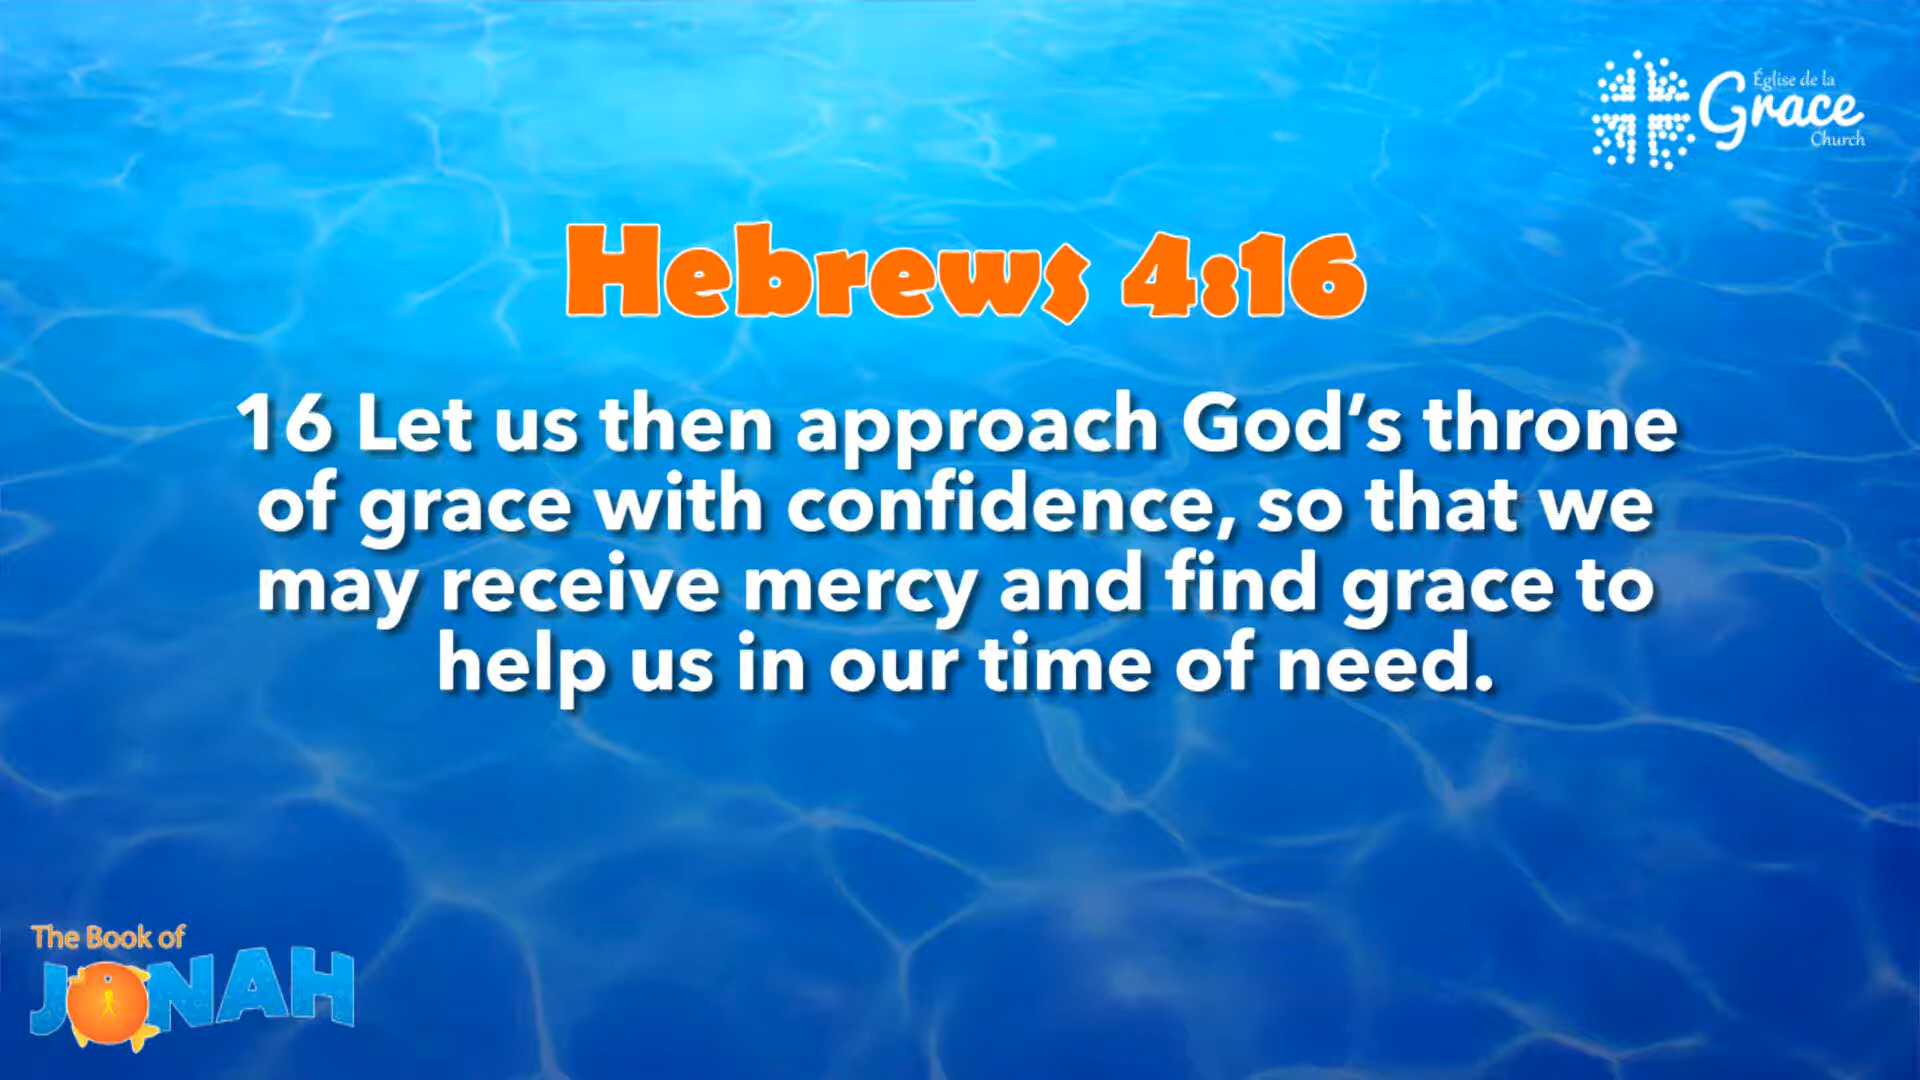 Église de la
Grace
Church
Hebrews 4:16
16 Let us then approach God’s throne
of grace with confidence, so that we
may receive mercy and find grace to
help us in our time of need.
The Book of
JONAH